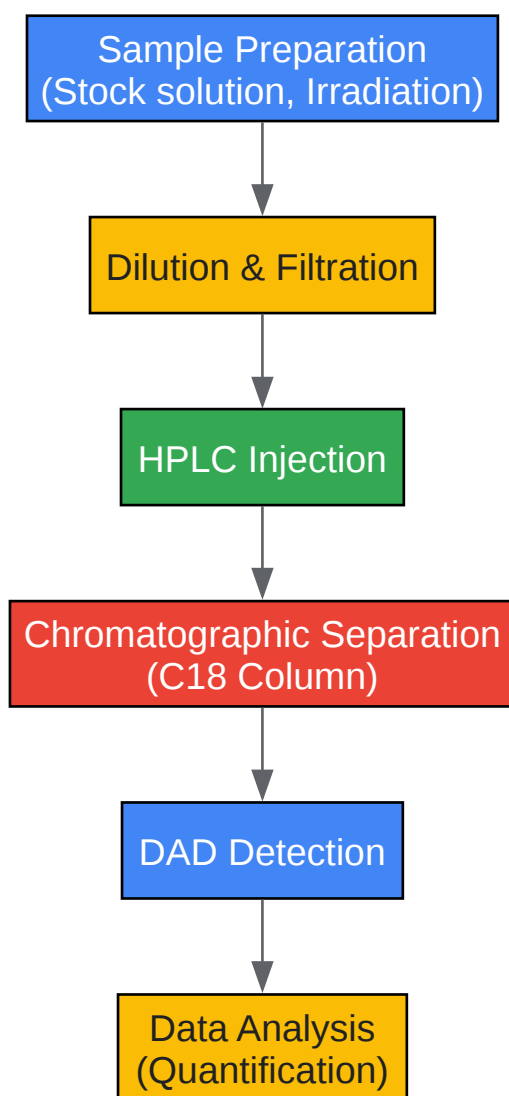 Sample Preparation
(Stock solution, Irradiation)
Dilution & Filtration
HPLC Injection
Chromatographic Separation
(C18 Column)
DAD Detection
Data Analysis
(Quantification)